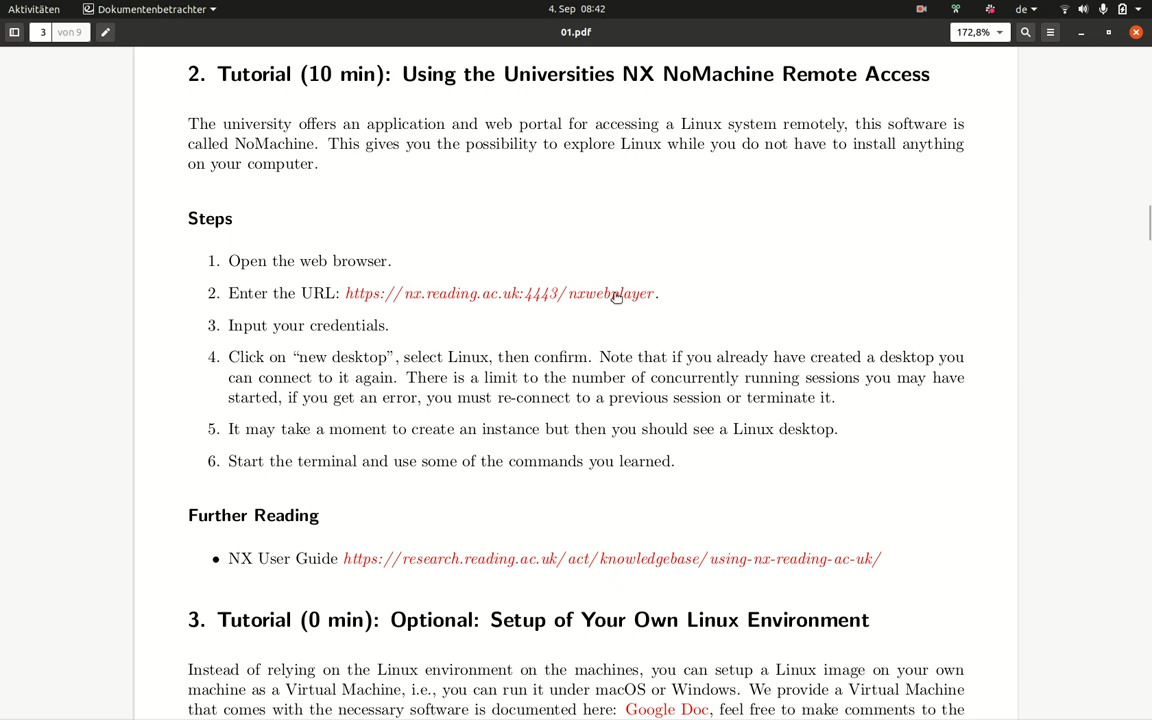 Aktivitäten Dokumentenbetrachter 4. Sep 08:42 de
3 von 9 01.pdf 172,8%
2. Tutorial (10 min): Using the Universities NX NoMachine Remote Access
The university offers an application and web portal for accessing a Linux system remotely, this software is
called NoMachine. This gives you the possibility to explore Linux while you do not have to install anything
on your computer.
Steps
1. Open the web browser.
2. Enter the URL: https://nx.reading.ac.uk:4443/nxwebplayer.
3. Input your credentials.
4. Click on “new desktop”, select Linux, then confirm. Note that if you already have created a desktop you
can connect to it again. There is a limit to the number of concurrently running sessions you may have
started, if you get an error, you must re-connect to a previous session or terminate it.
5. It may take a moment to create an instance but then you should see a Linux desktop.
6. Start the terminal and use some of the commands you learned.
Further Reading
• NX User Guide https://research.reading.ac.uk/act/knowledgebase/using-nx-reading-ac-uk/
3. Tutorial (0 min): Optional: Setup of Your Own Linux Environment
Instead of relying on the Linux environment on the machines, you can setup a Linux image on your own
machine as a Virtual Machine, i.e., you can run it under macOS or Windows. We provide a Virtual Machine
that comes with the necessary software is documented here: Google Doc, feel free to make comments to the